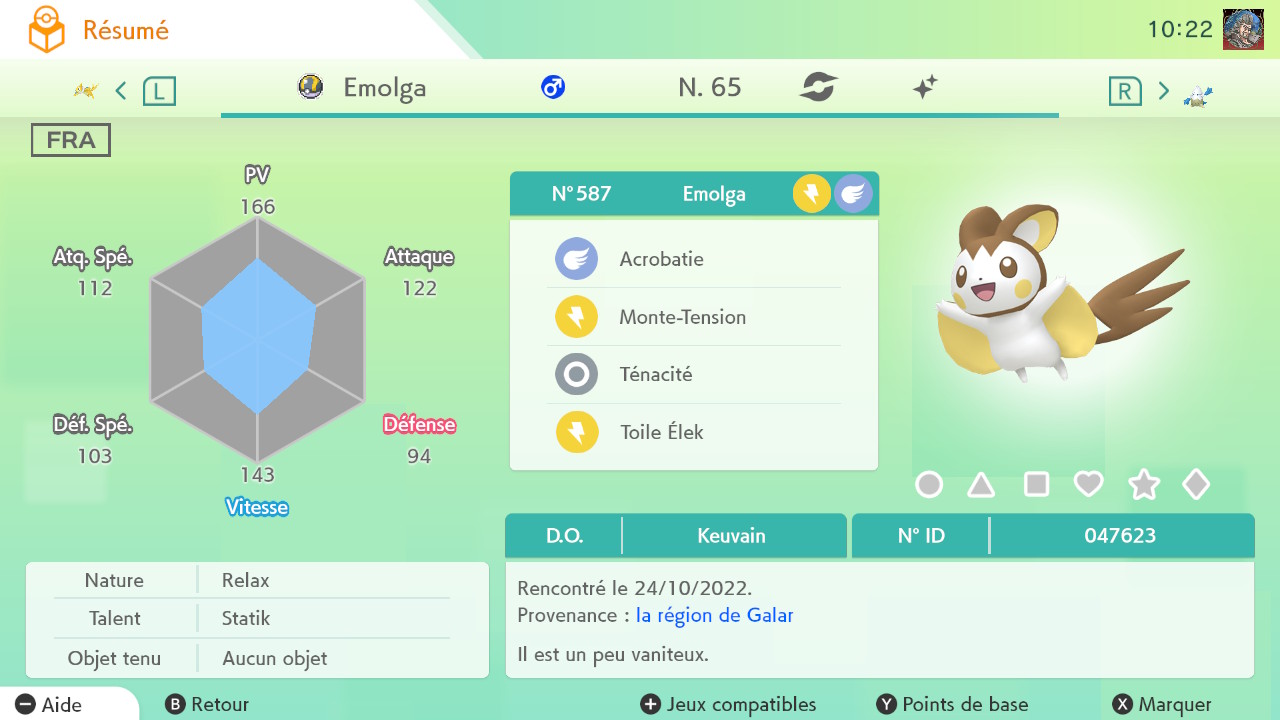 Résumé
10:22
L
Emolga
N. 65
R
FRA
PV
166
Atq. Spé.
112
Attaque
122
Déf. Spé.
103
Défense
94
143
Vitesse
N° 587 Emolga
Acrobatie
Monte-Tension
Ténacité
Toile Élek
D.O. Keuvain
N° ID 047623
Nature Relax
Talent Statik
Objet tenu Aucun objet
Rencontré le 24/10/2022.
Provenance : la région de Galar
Il est un peu vaniteux.
Aide
B Retour
Jeux compatibles
Y Points de base
X Marquer